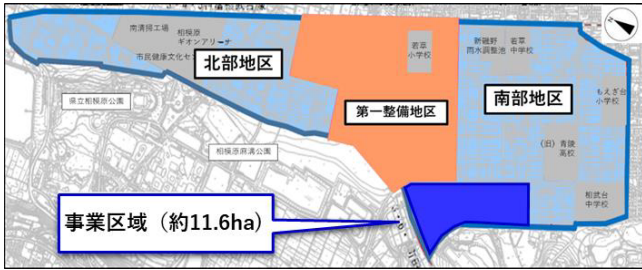 南清掃工場
相模原
ギオンアリーナ
市民健康文化セン
北部地区
県立相模原公園
相模原麻溝公園
若草
小学校
第一整備地区
新磯野
雨水調整池
若草
中学校
南部地区
もえぎ台
小学校
（旧）青陵
高校
相武台
中学校
事業区域（約11.6ha）